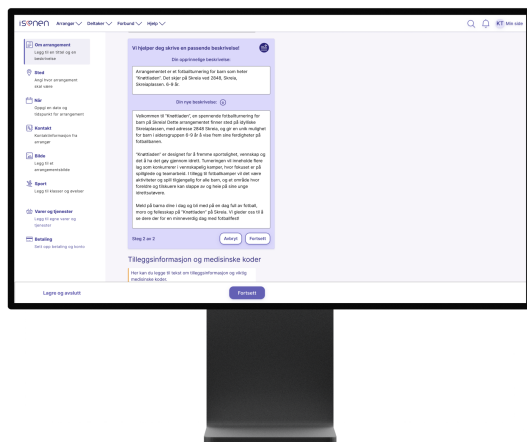 isonen Arranger Deltaker Forbund Hjelp KT Min side
Om arrangement
Legg til en tittel og en
beskrivelse
Sted
Angi hvor arrangement
skal være
Når
Oppgi en dato og
tidspunkt for arrangement
Kontakt
Kontaktinformasjon fra
arrangør
Bilde
Legg til et
arrangementsbilde
Sport
Legg til klasser og øvelser
Varer og tjenester
Legg til egne varer og
tjenester
Betaling
Sett opp betaling og konto
Vi hjelper deg skrive en passende beskrivelse!
Din opprinnelige beskrivelse:
Arrangementet er et fotballturnering for barn som heter
"Knøttladen". Det skjer på Skreia ved 2848, Skreia,
Skreiaplassen. 6-9 år.
Din nye beskrivelse:
Velkommen til "Knøttladen", en spennende fotballturnering for
barn på Skreia! Dette arrangementet finner sted på idylliske
Skreiaplassen, med adresse 2848 Skreia, og gir en unik mulighet
for barn i aldersgruppen 6-9 år å vise frem sine ferdigheter på
fotballbanen.
"Knøttladen" er designet for å fremme sportslighet, vennskap og
det å ha det gøy gjennom idrett. Turneringen vil inneholde flere
lag som konkurrerer i vennskapelig kamper, hvor fokuset er på
spilleglede og teamarbeid. I tillegg til fotballkamper vil det være
aktiviteter og spill tilgjengelig for alle barn, og et område hvor
foreldre og tilskuere kan slappe av og heie på sine unge
idrettsutøvere.
Meld på barna dine i dag og bli med på en dag full av fotball,
moro og fellesskap på "Knøttladen" på Skreia. Vi gleder oss til å
se dere der for en minneverdig dag med fotballfest!
Steg 2 av 2 Avbryt Fortsett
Tilleggsinformasjon og medisinske koder
Her kan du legge til tekst om tilleggsinformasjon og viktig
medisinske koder.
Lagre og avslutt Fortsett